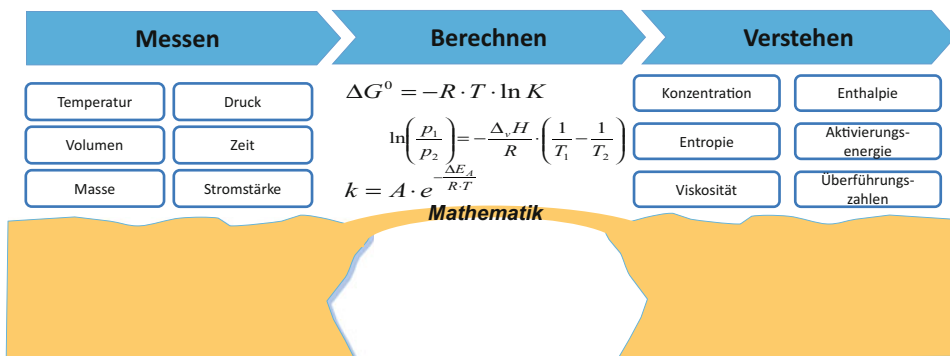 Messen
Berechnen
Verstehen
Temperatur
Druck
Volumen
Zeit
Masse
Stromstärke
ΔG⁰ = −R · T · ln K
ln(p₁/p₂) = −ΔᵥH/R · (1/T₁ − 1/T₂)
k = A · e^(−ΔE_A/(R·T))
Mathematik
Konzentration
Enthalpie
Entropie
Aktivierungs-
energie
Viskosität
Überführungs-
zahlen